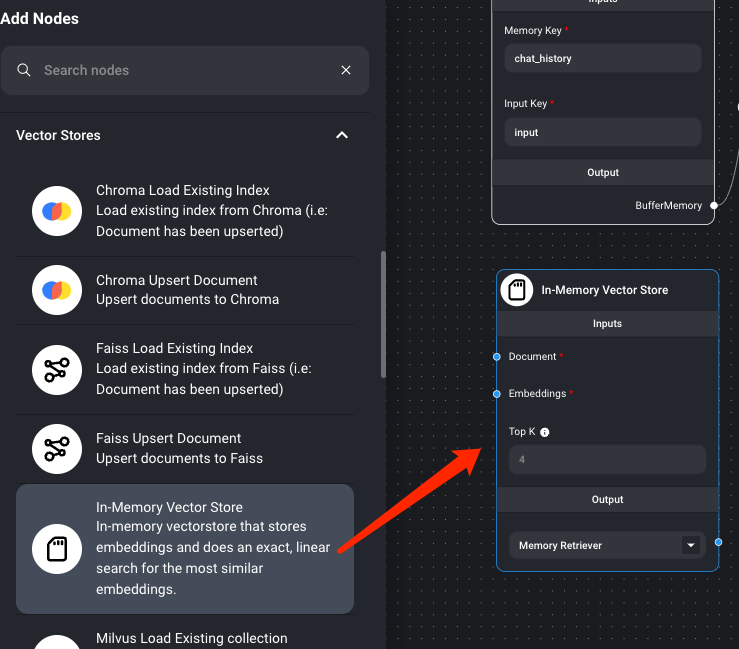 Add Nodes
Search nodes
Vector Stores
Chroma Load Existing Index
Load existing index from Chroma (i.e:
Document has been upserted)
Chroma Upsert Document
Upsert documents to Chroma
Faiss Load Existing Index
Load existing index from Faiss (i.e:
Document has been upserted)
Faiss Upsert Document
Upsert documents to Faiss
In-Memory Vector Store
In-memory vectorstore that stores
embeddings and does an exact, linear
search for the most similar
embeddings.
Milvus Load Existing collection
Inputs
Memory Key *
chat_history
Input Key *
input
Output
BufferMemory
In-Memory Vector Store
Inputs
Document *
Embeddings *
Top K
4
Output
Memory Retriever